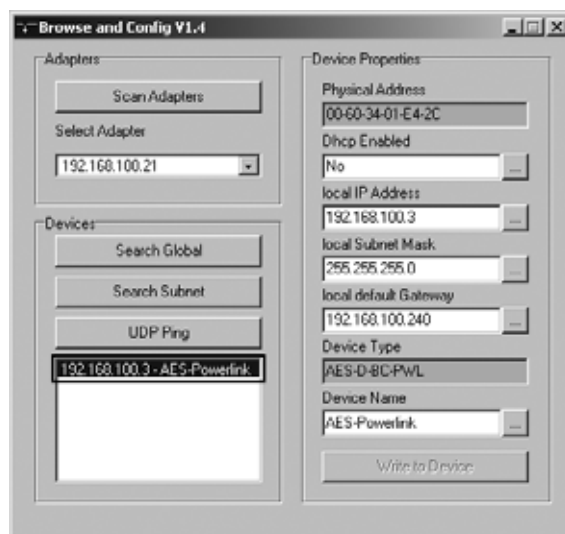 Browse and Config V1.4
Adapters
Scan Adapters
Select Adapter
192.168.100.21
Devices
Search Global
Search Subnet
UDP Ping
192.168.100.3 - AES-Powerlink
Device Properties
Physical Address
00-60-34-01-E4-2C
Dhcp Enabled
No
...
local IP Address
192.168.100.3
...
local Subnet Mask
255.255.255.0
...
local default Gateway
192.168.100.240
...
Device Type
AES-D-BC-PWL
Device Name
AES-Powerlink
...
Write to Device